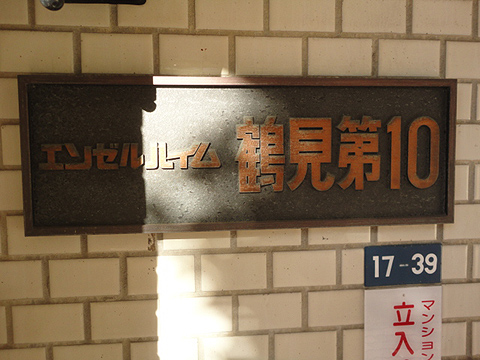 エンゼルハイム 鶴見第10
17-39
マンション
立入